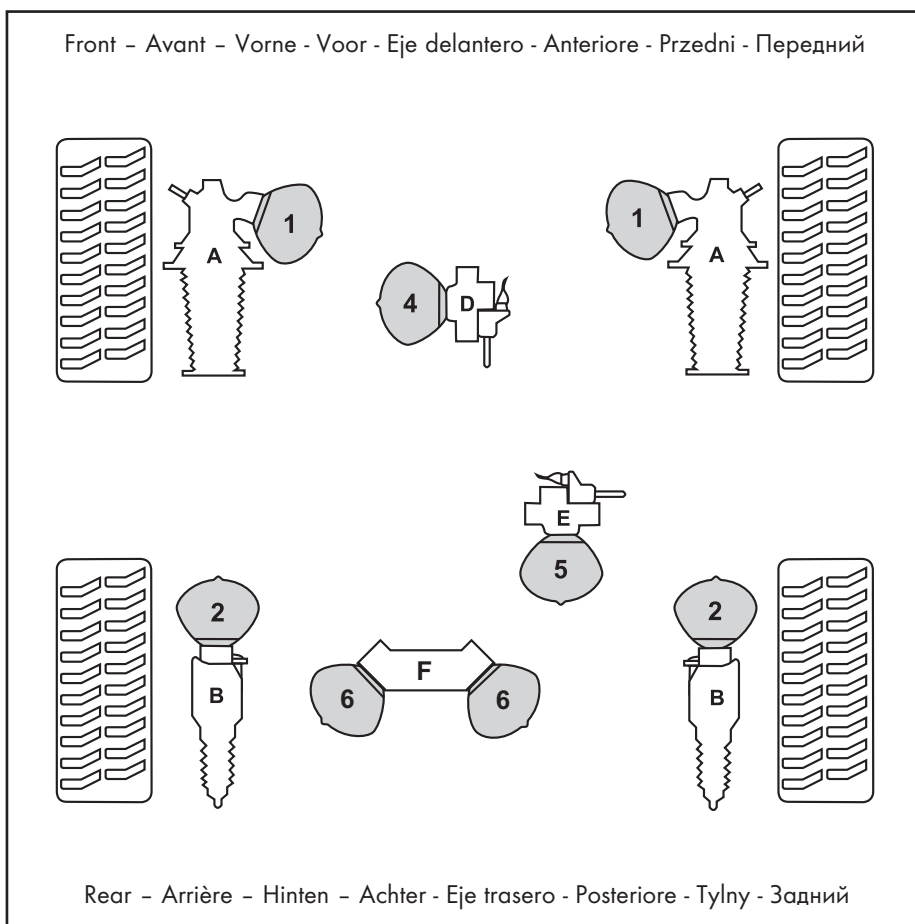 Front – Avant – Vorne - Voor - Eje delantero - Anteriore - Przedni - Передний
1
1
A
A
4
D
E
5
2
2
B
F
B
6
6
Rear – Arrière – Hinten – Achter - Eje trasero - Posteriore - Tylny - Задний